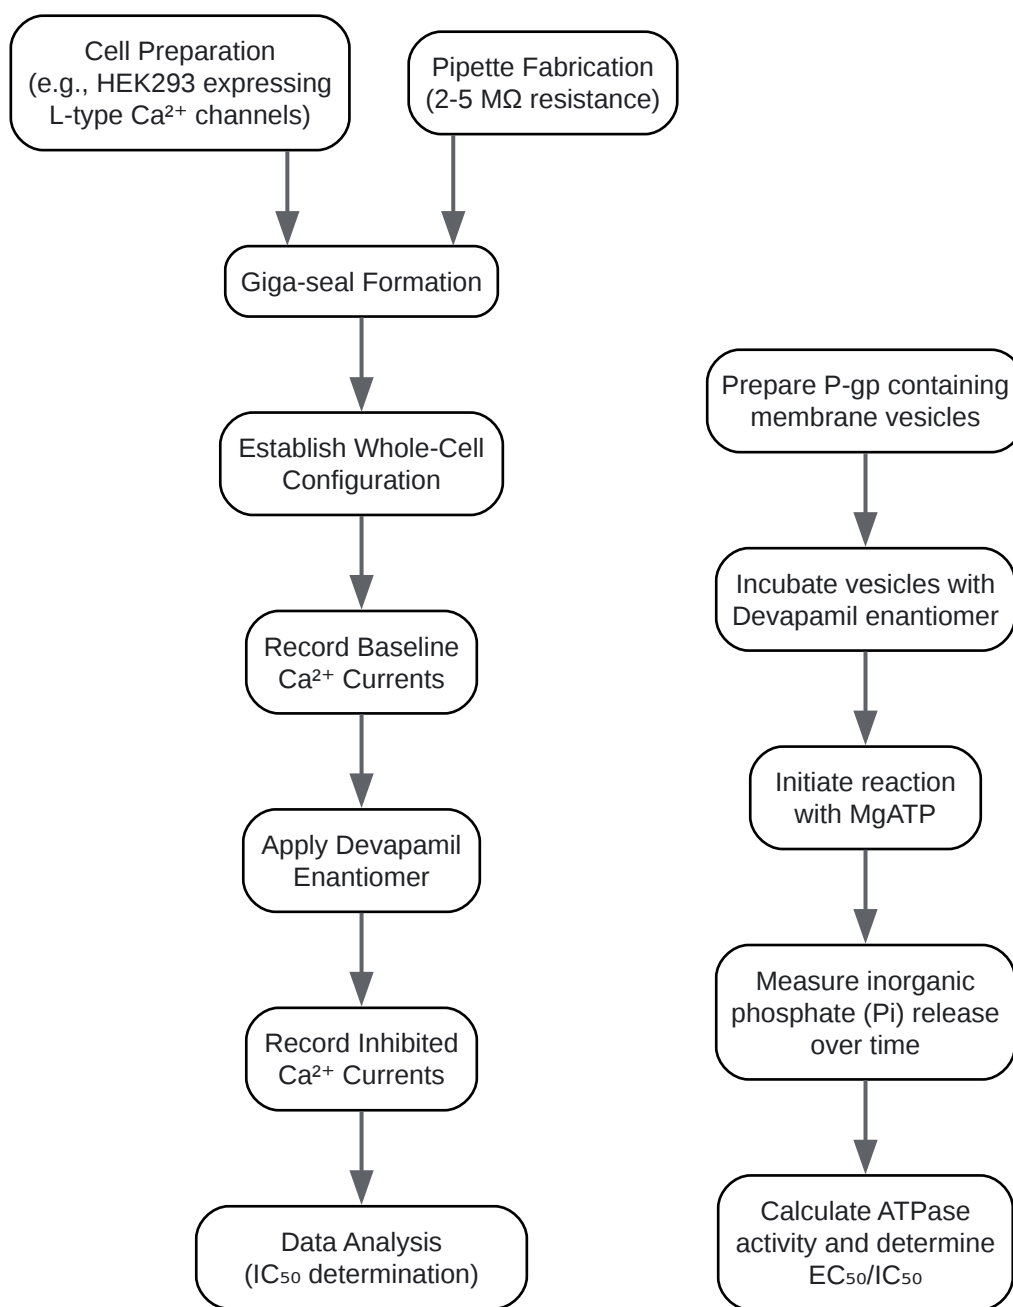 Cell Preparation
(e.g., HEK293 expressing
L-type Ca²⁺ channels)
Pipette Fabrication
(2-5 MΩ resistance)
Giga-seal Formation
Establish Whole-Cell
Configuration
Record Baseline
Ca²⁺ Currents
Apply Devapamil
Enantiomer
Record Inhibited
Ca²⁺ Currents
Data Analysis
(IC₅₀ determination)
Prepare P-gp containing
membrane vesicles
Incubate vesicles with
Devapamil enantiomer
Initiate reaction
with MgATP
Measure inorganic
phosphate (Pi) release
over time
Calculate ATPase
activity and determine
EC₅₀/IC₅₀